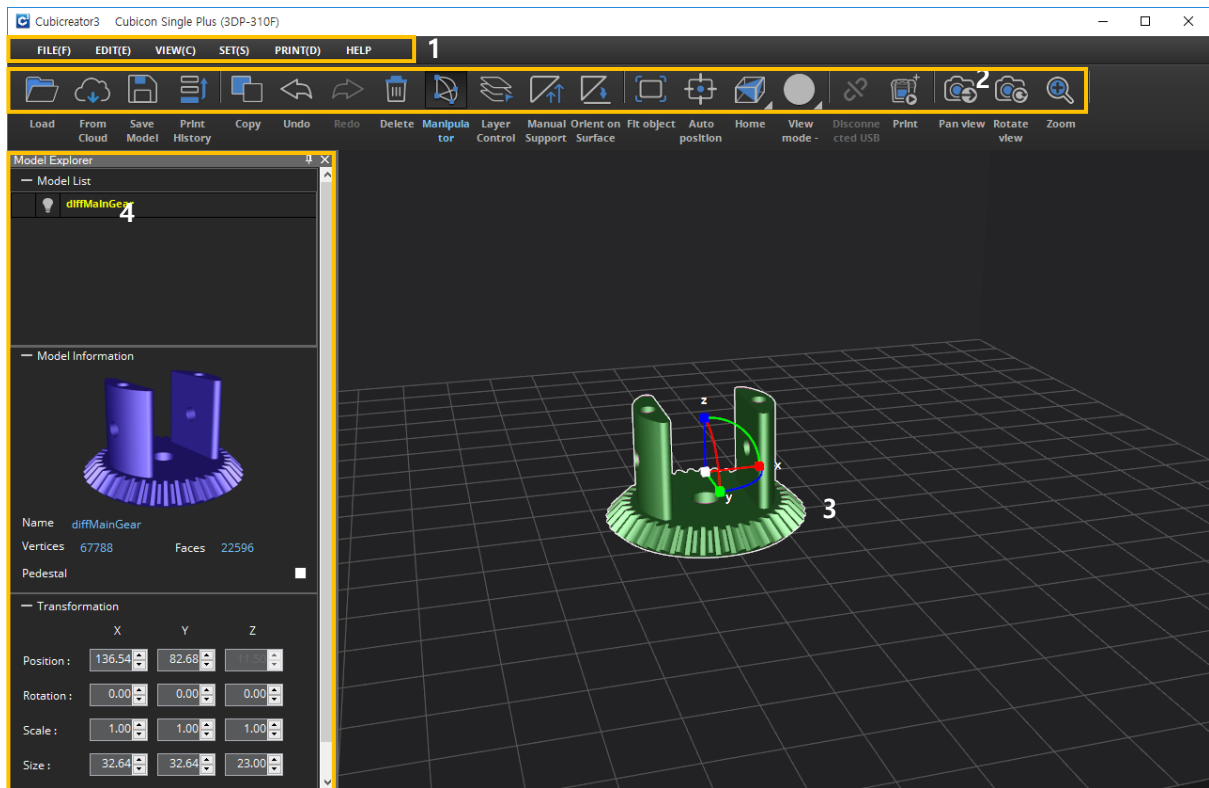 Cubicreator3 Cubicon Single Plus (3DP-310F)
FILE(F) EDIT(E) VIEW(C) SET(S) PRINT(D) HELP 1
2
Load From Cloud Save Model Print History Copy Undo Redo Delete Manipulator Layer Control Manual Support Orient on Surface Fit object Auto position Home View mode - Disconnected USB Print Pan view Rotate view Zoom
Model Explorer
Model List
diffMainGear
4
Model Information
Name diffMainGear
Vertices 67788 Faces 22596
Pedestal
Transformation
X Y Z
Position : 136.54 82.68 11.50
Rotation : 0.00 0.00 0.00
Scale : 1.00 1.00 1.00
Size : 32.64 32.64 23.00
z
x
y
3